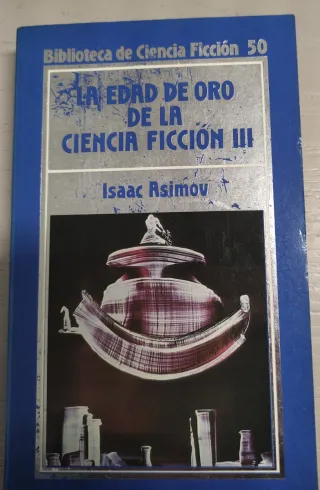 Biblioteca de Ciencia Ficción 50
LA EDAD DE ORO
DE LA
CIENCIA FICCIÓN III
Isaac Asimov